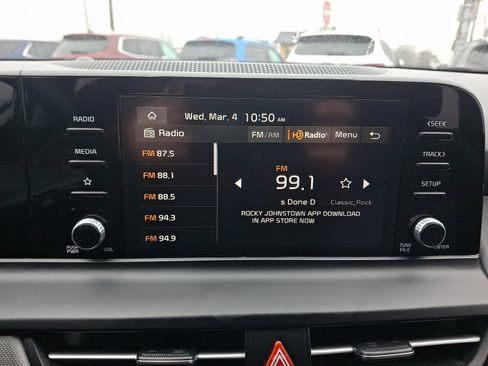 Wed, Mar. 4 10:50 AM
RADIO
MEDIA
PUSH PWR VOL
Radio
FM/AM HD Radio Menu
FM 87.5
FM 88.1
FM 88.5
FM 94.3
FM 94.9
FM
99.1
s Done D Classic_Rock
ROCKY JOHNSTOWN APP DOWNLOAD
IN APP STORE NOW
<SEEK
TRACK>
SETUP
TUNE FILE ENTER